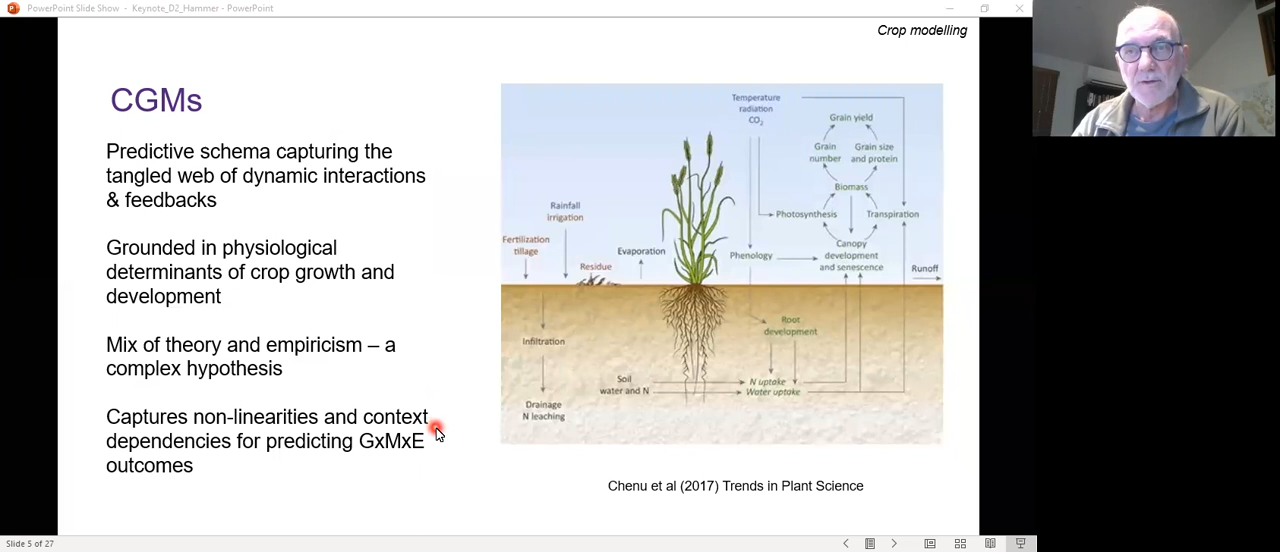 PowerPoint Slide Show - Keynote_D2_Hammer - PowerPoint
Crop modelling
CGMs
Predictive schema capturing the
tangled web of dynamic interactions
& feedbacks
Grounded in physiological
determinants of crop growth and
development
Mix of theory and empiricism – a
complex hypothesis
Captures non-linearities and context
dependencies for predicting GxMxE
outcomes
Temperature
radiation
CO₂
Grain yield
Grain
number
Grain size
and protein
Biomass
Photosynthesis
Transpiration
Canopy
development
and senescence
Phenology
Rainfall
irrigation
Fertilization
tillage
Residue
Evaporation
Runoff
Root
development
Infiltration
Soil
water and N
N uptake
Water uptake
Drainage
N leaching
Chenu et al (2017) Trends in Plant Science
Slide 5 of 27